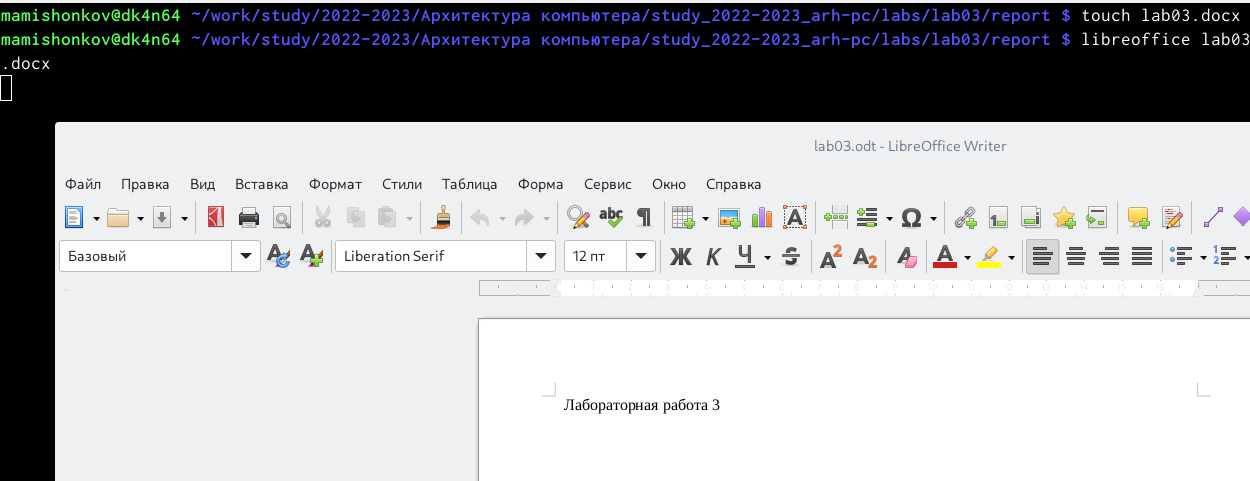 mamishonkov@dk4n64 ~/work/study/2022-2023/Архитектура компьютера/study_2022-2023_arh-pc/labs/lab03/report $ touch lab03.docx
mamishonkov@dk4n64 ~/work/study/2022-2023/Архитектура компьютера/study_2022-2023_arh-pc/labs/lab03/report $ libreoffice lab03
.docx
lab03.odt - LibreOffice Writer
Файл Правка Вид Вставка Формат Стили Таблица Форма Сервис Окно Справка
abc
Базовый Liberation Serif 12 пт Ж К Ч S A2 A2 A A
Лабораторная работа 3